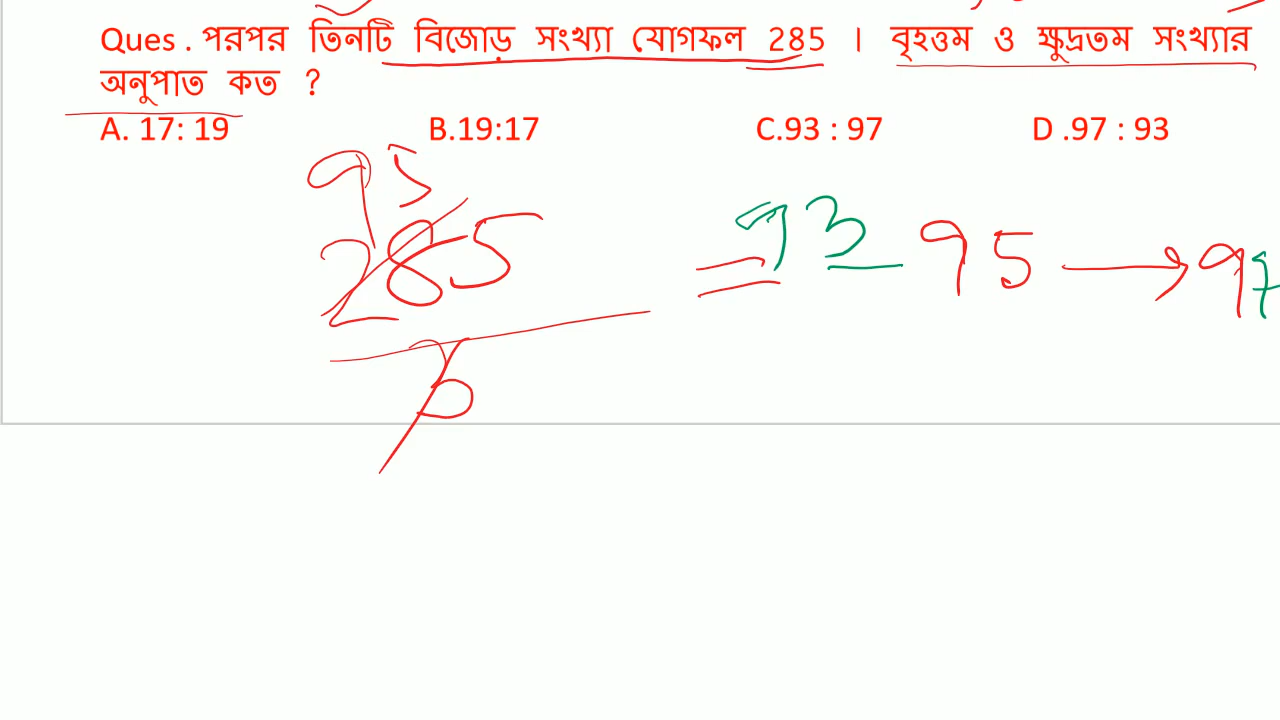 Ques . পরপর তিনটি বিজোড় সংখ্যা যোগফল 285 । বৃহত্তম ও ক্ষুদ্রতম সংখ্যার
অনুপাত কত ?
A. 17: 19 B.19:17 C.93 : 97 D .97 : 93
95
285
3
= 93 95 → 97